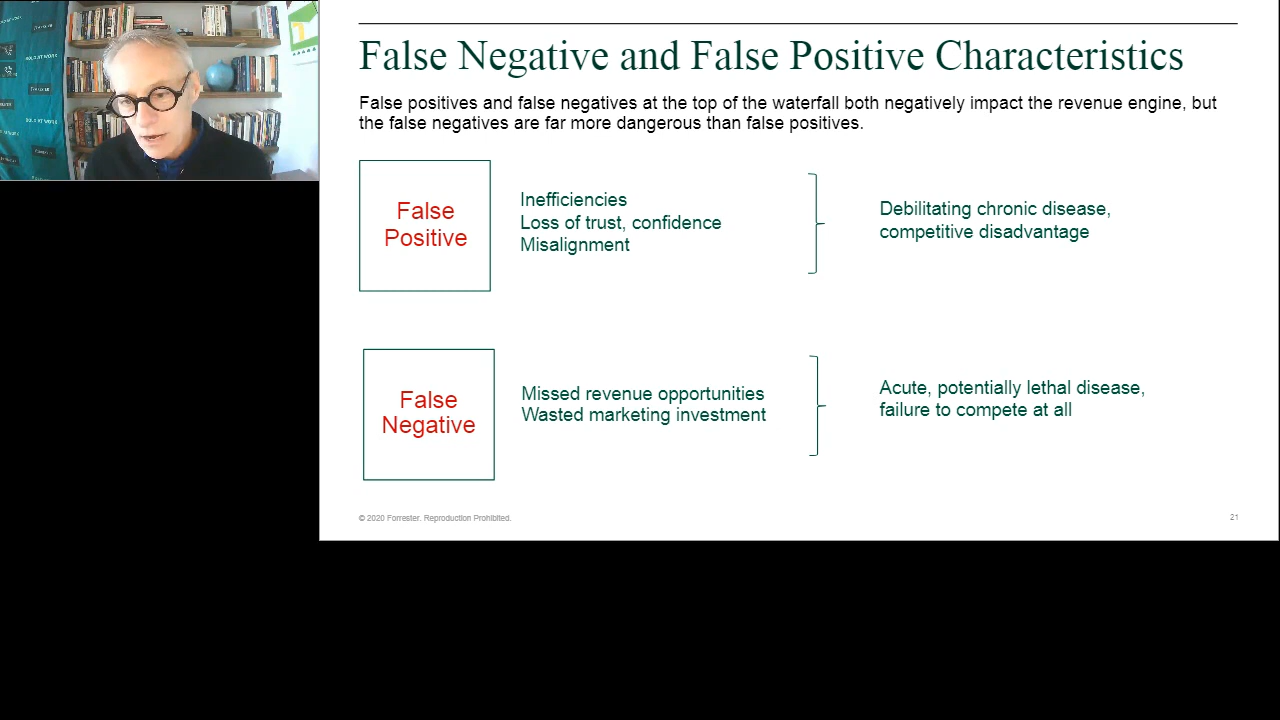 False Negative and False Positive Characteristics
False positives and false negatives at the top of the waterfall both negatively impact the revenue engine, but
the false negatives are far more dangerous than false positives.
False
Positive
Inefficiencies
Loss of trust, confidence
Misalignment
Debilitating chronic disease,
competitive disadvantage
False
Negative
Missed revenue opportunities
Wasted marketing investment
Acute, potentially lethal disease,
failure to compete at all
© 2020 Forrester. Reproduction Prohibited.
21